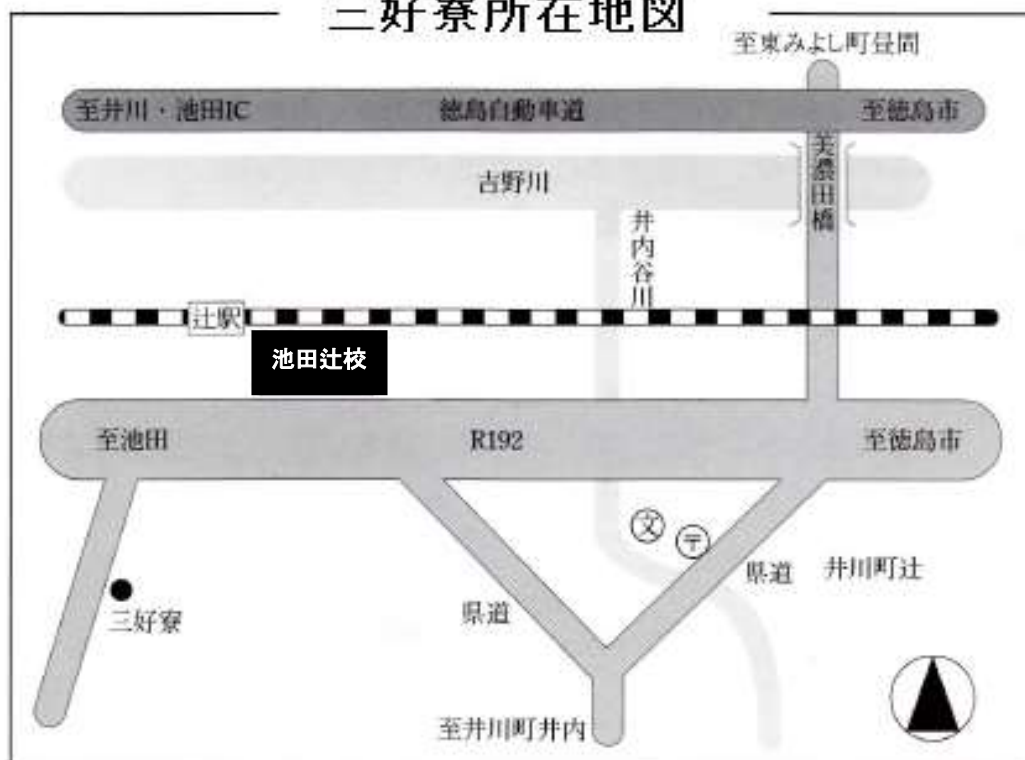 三好寮所在地図
至東みよし町昼間
至井川・池田IC 徳島自動車道 至徳島市
美濃田橋
吉野川
井内谷川
辻駅
池田辻校
至池田 R192 至徳島市
文
〒
県道 井川町辻
県道
三好寮
至井川町井内